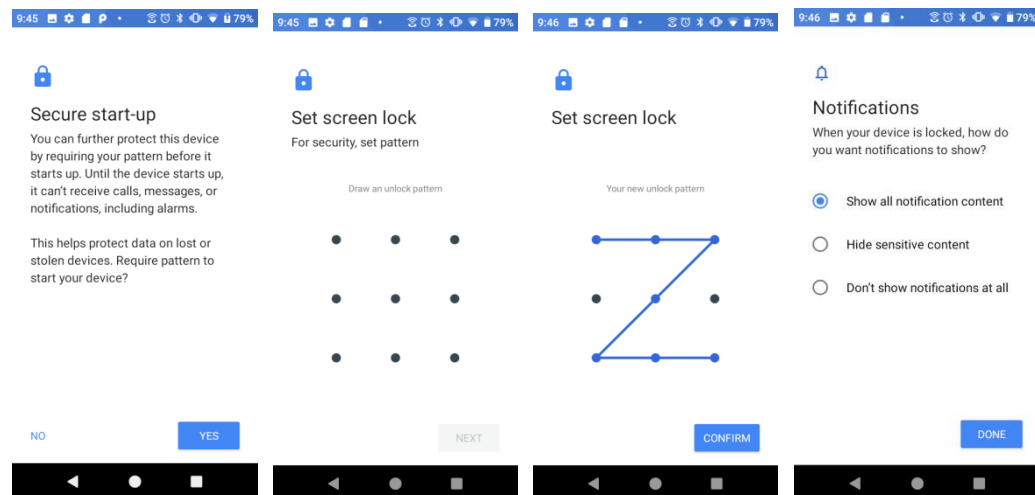 9:45
79%
Secure start-up
You can further protect this device
by requiring your pattern before it
starts up. Until the device starts up,
it can't receive calls, messages, or
notifications, including alarms.
This helps protect data on lost or
stolen devices. Require pattern to
start your device?
NO
YES
9:45
79%
Set screen lock
For security, set pattern
Draw an unlock pattern
NEXT
9:46
79%
Set screen lock
Your new unlock pattern
CONFIRM
9:46
79%
Notifications
When your device is locked, how do
you want notifications to show?
Show all notification content
Hide sensitive content
Don't show notifications at all
DONE